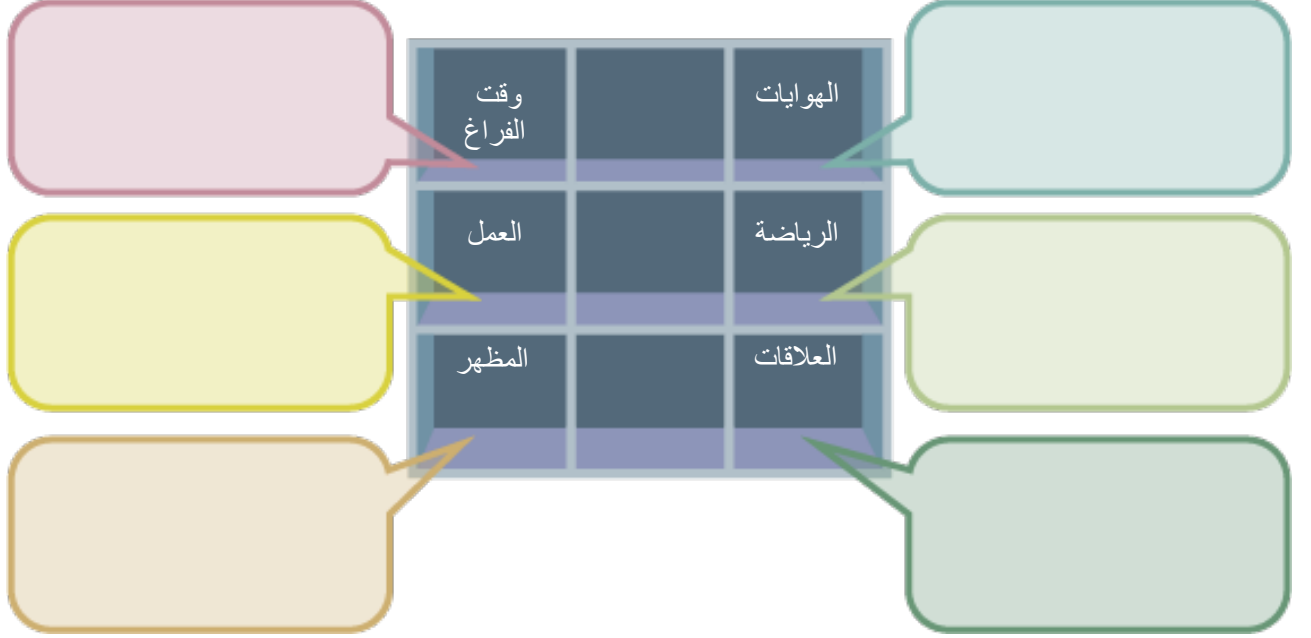 الهوايات
وقت
الفراغ
الرياضة
العمل
العلاقات
المظهر